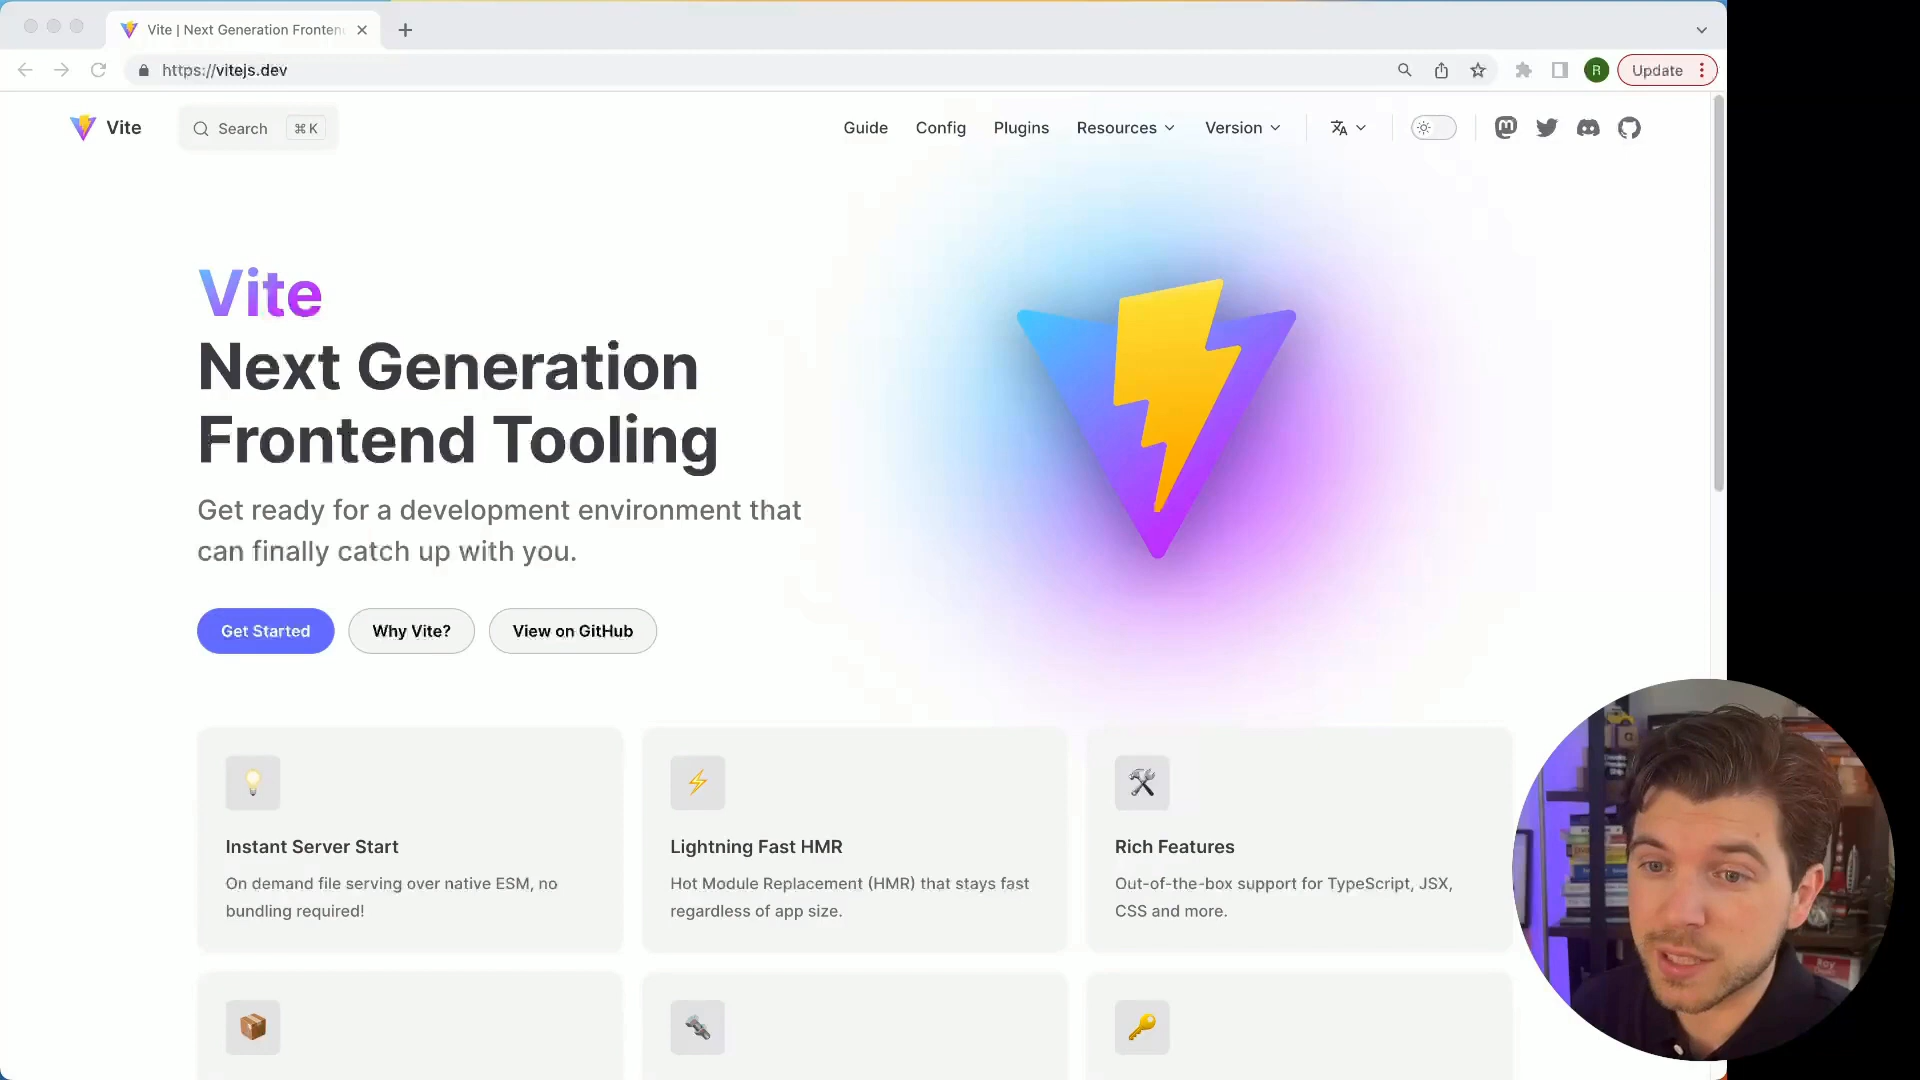 Vite | Next Generation Fronten
https://vitejs.dev
R
Update
Vite
Search
⌘ K
Guide
Config
Plugins
Resources
Version
Vite
Next Generation
Frontend Tooling
Get ready for a development environment that
can finally catch up with you.
Get Started
Why Vite?
View on GitHub
Instant Server Start
On demand file serving over native ESM, no
bundling required!
Lightning Fast HMR
Hot Module Replacement (HMR) that stays fast
regardless of app size.
Rich Features
Out-of-the-box support for TypeScript, JSX,
CSS and more.